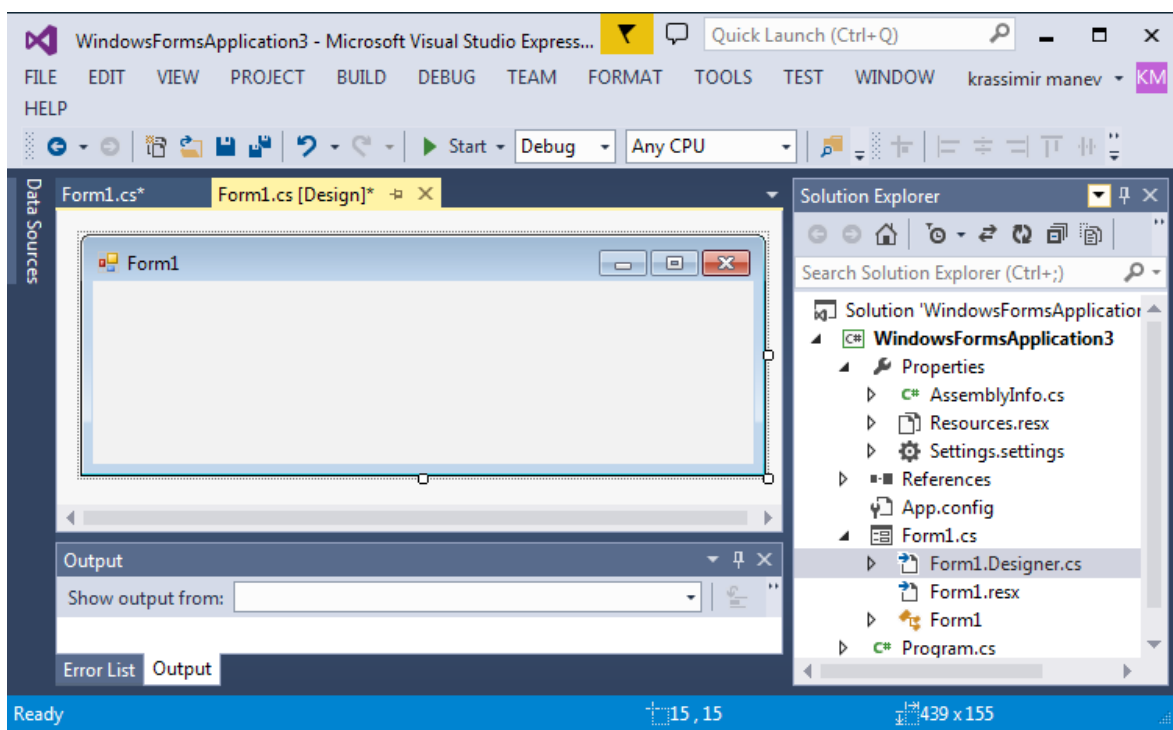 WindowsFormsApplication3 - Microsoft Visual Studio Express... Quick Launch (Ctrl+Q)
FILE EDIT VIEW PROJECT BUILD DEBUG TEAM FORMAT TOOLS TEST WINDOW krassimir manev KM
HELP
Start Debug Any CPU
Data Sources
Form1.cs* Form1.cs [Design]*
Form1
Solution Explorer
Search Solution Explorer (Ctrl+;)
Solution 'WindowsFormsApplication
WindowsFormsApplication3
Properties
C# AssemblyInfo.cs
Resources.resx
Settings.settings
References
App.config
Form1.cs
Form1.Designer.cs
Form1.resx
Form1
C# Program.cs
Output
Show output from:
Error List Output
Ready 15 , 15 439 x 155